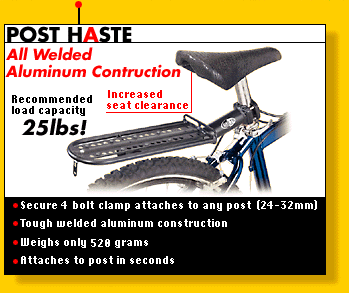 POST HASTE
All Welded
Aluminum Contruction
Recommended
load capacity
25lbs!
Increased
seat clearance
Secure 4 bolt clamp attaches to any post (24-32mm)
Tough welded aluminum construction
Weighs only 520 grams
Attaches to post in seconds